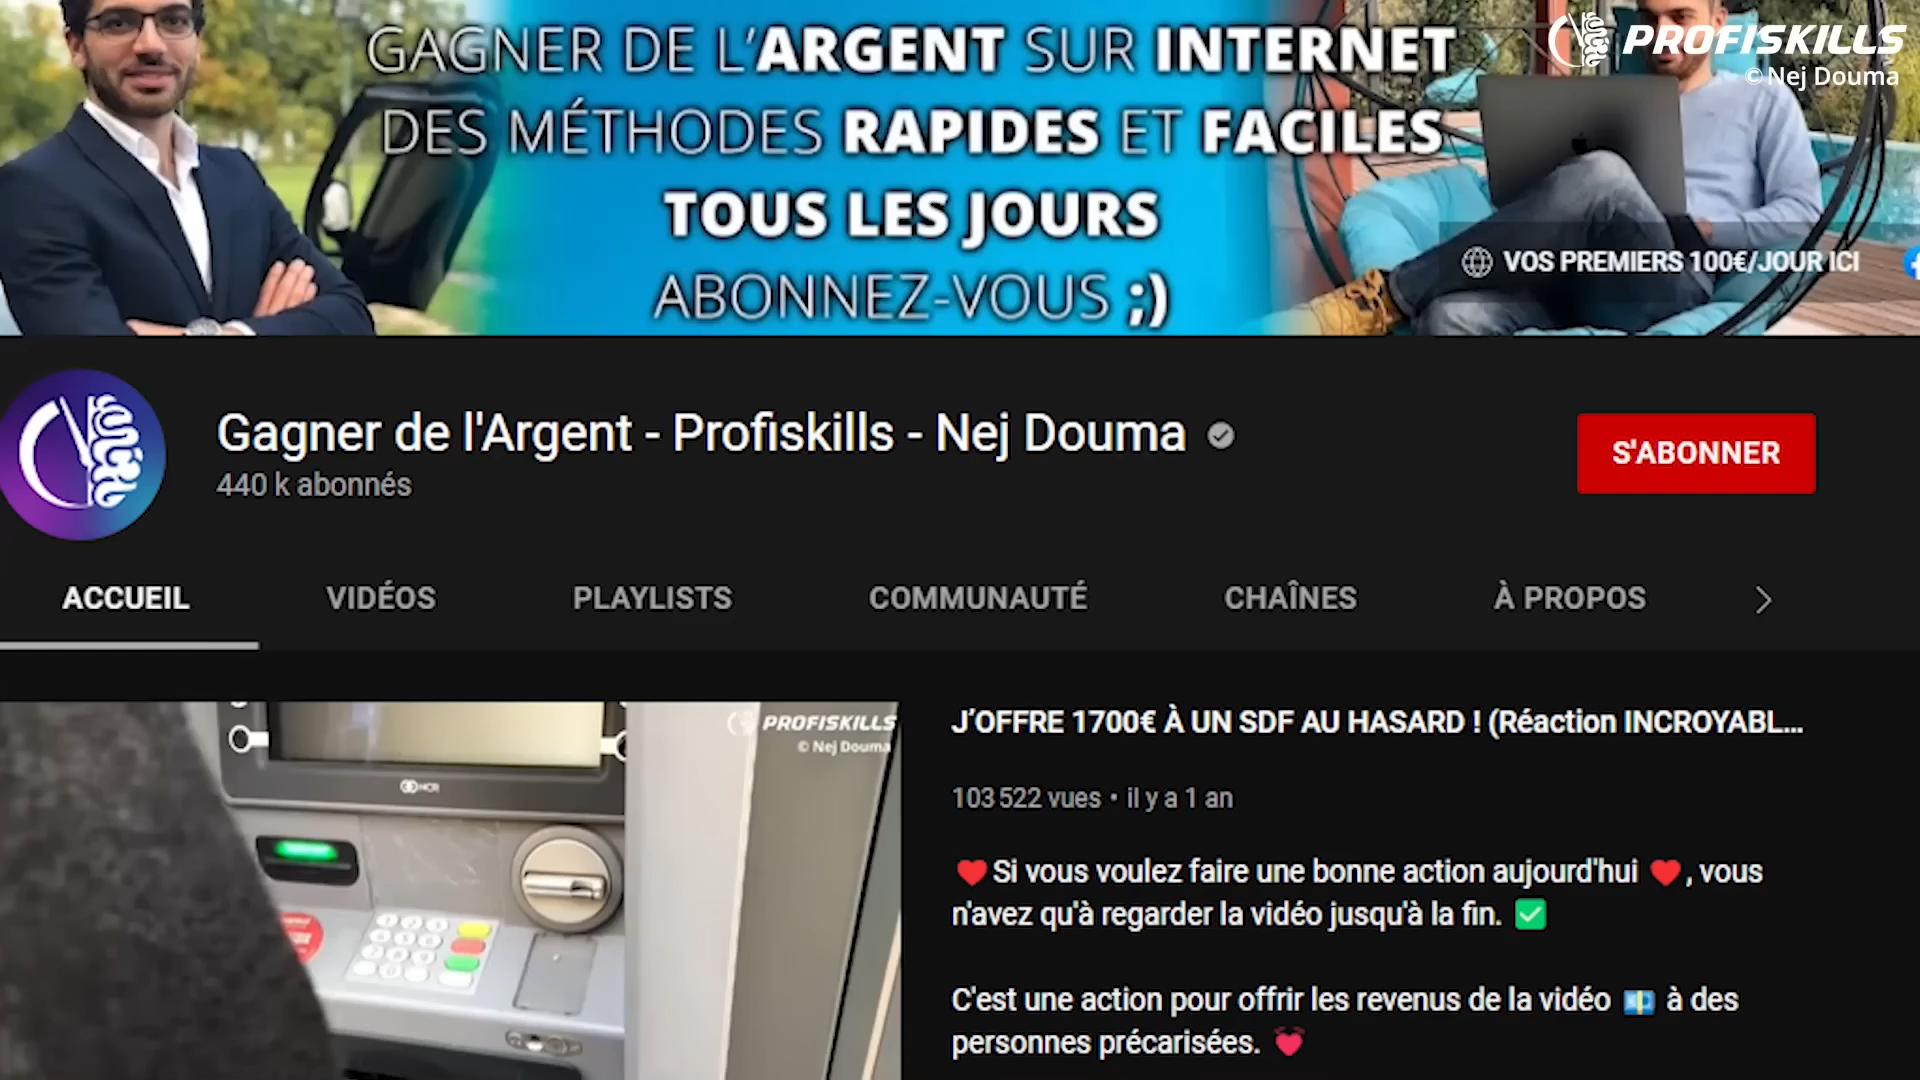 GAGNER DE L'ARGENT SUR INTERNET
DES MÉTHODES RAPIDES ET FACILES
TOUS LES JOURS
ABONNEZ-VOUS ;)
PROFISKILLS
© Nej Douma
VOS PREMIERS 100€/JOUR ICI
Gagner de l'Argent - Profiskills - Nej Douma
440 k abonnés
S'ABONNER
ACCUEIL
VIDÉOS
PLAYLISTS
COMMUNAUTÉ
CHAÎNES
À PROPOS
PROFISKILLS
© Nej Douma
NCR
J'OFFRE 1700€ À UN SDF AU HASARD ! (Réaction INCROYABL...
103 522 vues • il y a 1 an
❤️Si vous voulez faire une bonne action aujourd'hui ❤️, vous
n'avez qu'à regarder la vidéo jusqu'à la fin. ✅
C'est une action pour offrir les revenus de la vidéo 💶 à des
personnes précarisées. 💓